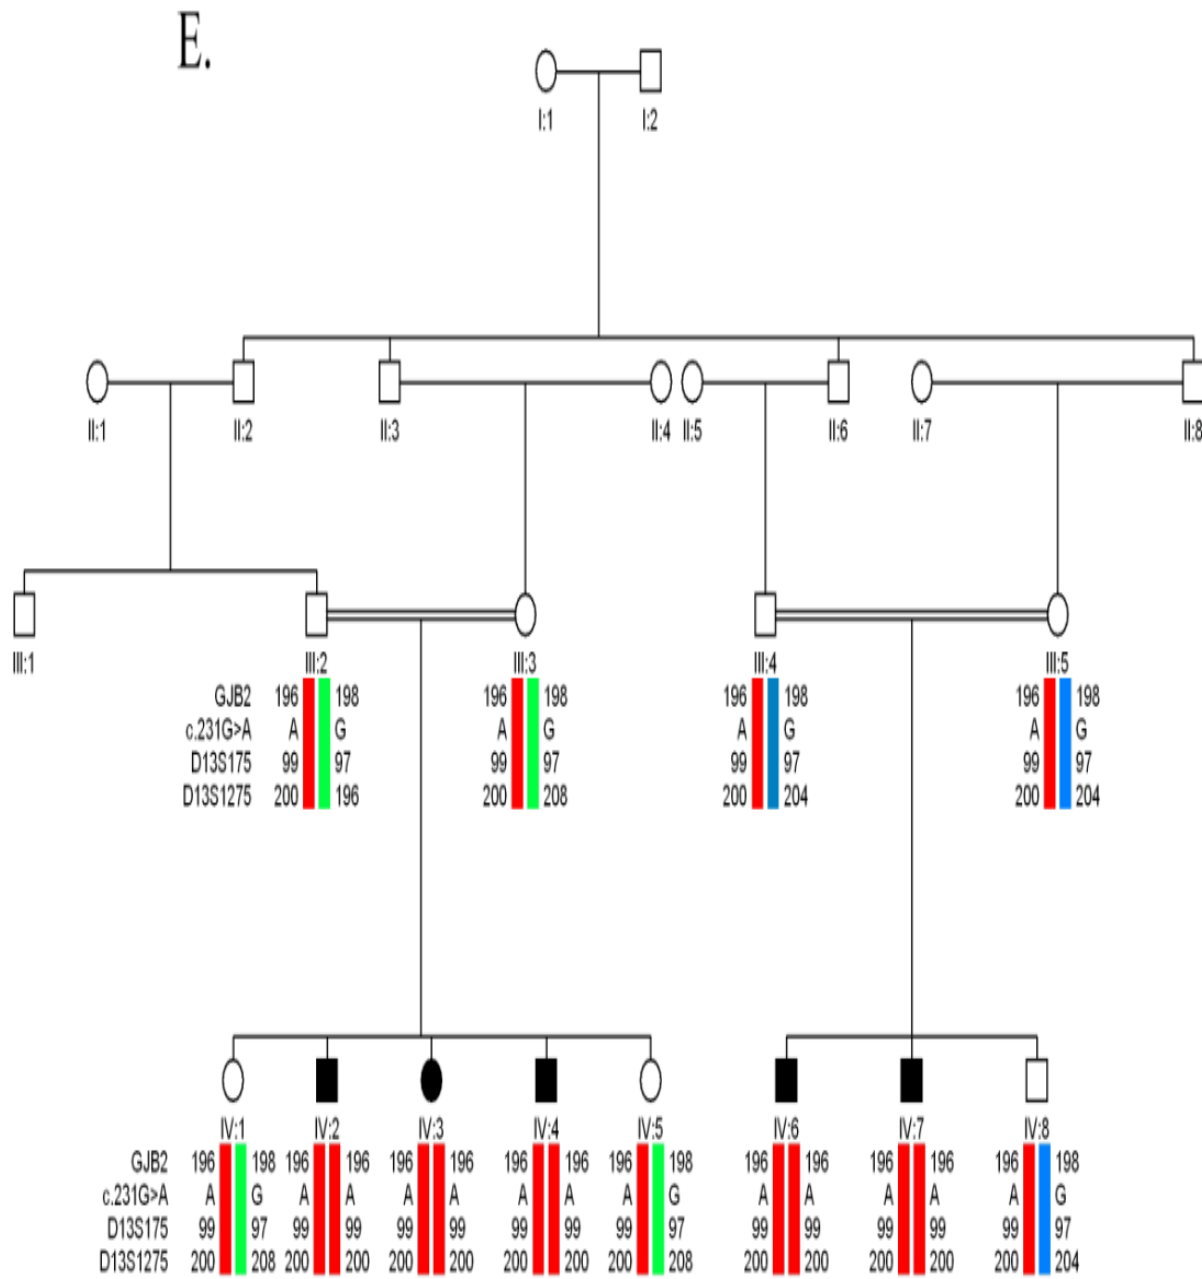 E.
I:1 I:2
II:1 II:2 II:3 II:4 II:5 II:6 II:7 II:8
III:1 III:2 III:3 III:4 III:5
GJB2 196 198 196 198 196 198 196 198
c.231G>A A G A G A G A G
D13S175 99 97 99 97 99 97 99 97
D13S1275 200 196 200 208 200 204 200 204
IV:1 IV:2 IV:3 IV:4 IV:5 IV:6 IV:7 IV:8
GJB2 196 198 196 196 196 196 196 196 196 198 196 196 196 196 196 198
c.231G>A A G A A A A A A A G A A A A A G
D13S175 99 97 99 99 99 99 99 99 99 97 99 99 99 99 99 97
D13S1275 200 208 200 200 200 200 200 200 200 208 200 200 200 200 200 204